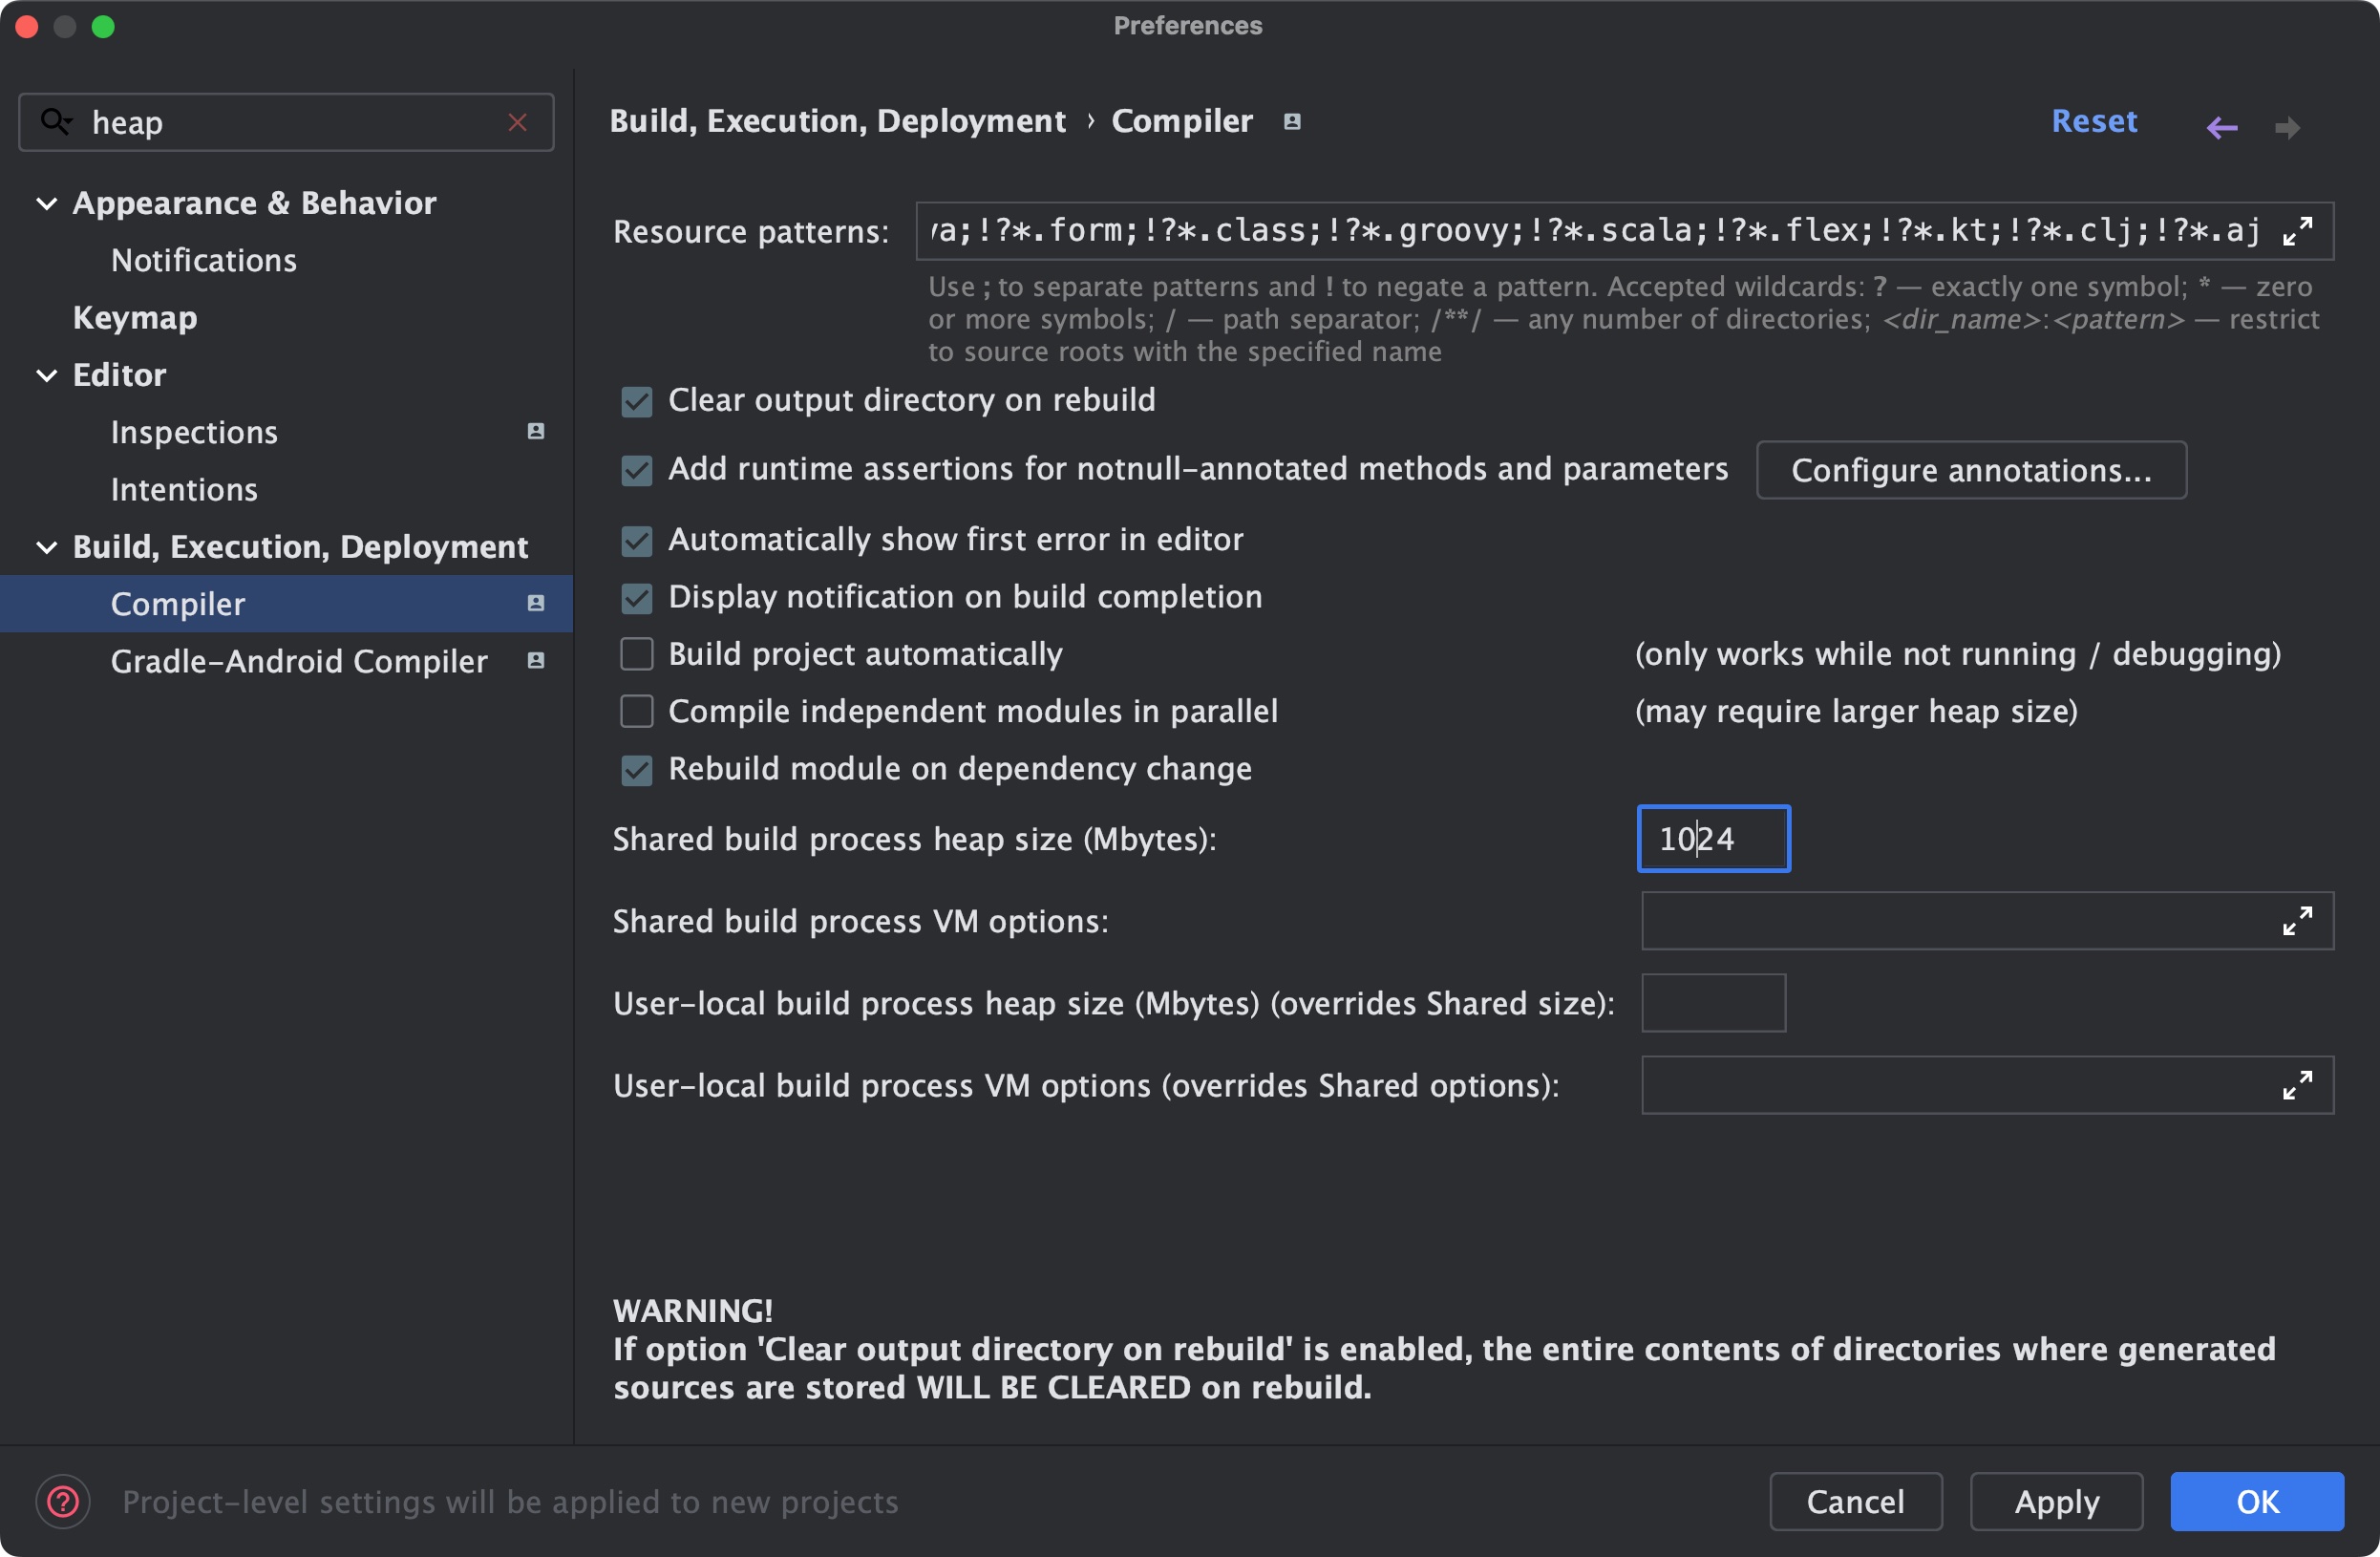 Preferences
heap
Appearance & Behavior
Notifications
Keymap
Editor
Inspections
Intentions
Build, Execution, Deployment
Compiler
Gradle-Android Compiler
Build, Execution, Deployment › Compiler
Reset
Resource patterns: a;!?*.form;!?*.class;!?*.groovy;!?*.scala;!?*.flex;!?*.kt;!?*.clj;!?*.aj
Use ; to separate patterns and ! to negate a pattern. Accepted wildcards: ? — exactly one symbol; * — zero
or more symbols; / — path separator; /**/ — any number of directories; <dir_name>:<pattern> — restrict
to source roots with the specified name
Clear output directory on rebuild
Add runtime assertions for notnull-annotated methods and parameters Configure annotations...
Automatically show first error in editor
Display notification on build completion
Build project automatically (only works while not running / debugging)
Compile independent modules in parallel (may require larger heap size)
Rebuild module on dependency change
Shared build process heap size (Mbytes): 1024
Shared build process VM options:
User-local build process heap size (Mbytes) (overrides Shared size):
User-local build process VM options (overrides Shared options):
WARNING!
If option 'Clear output directory on rebuild' is enabled, the entire contents of directories where generated
sources are stored WILL BE CLEARED on rebuild.
? Project-level settings will be applied to new projects
Cancel Apply OK